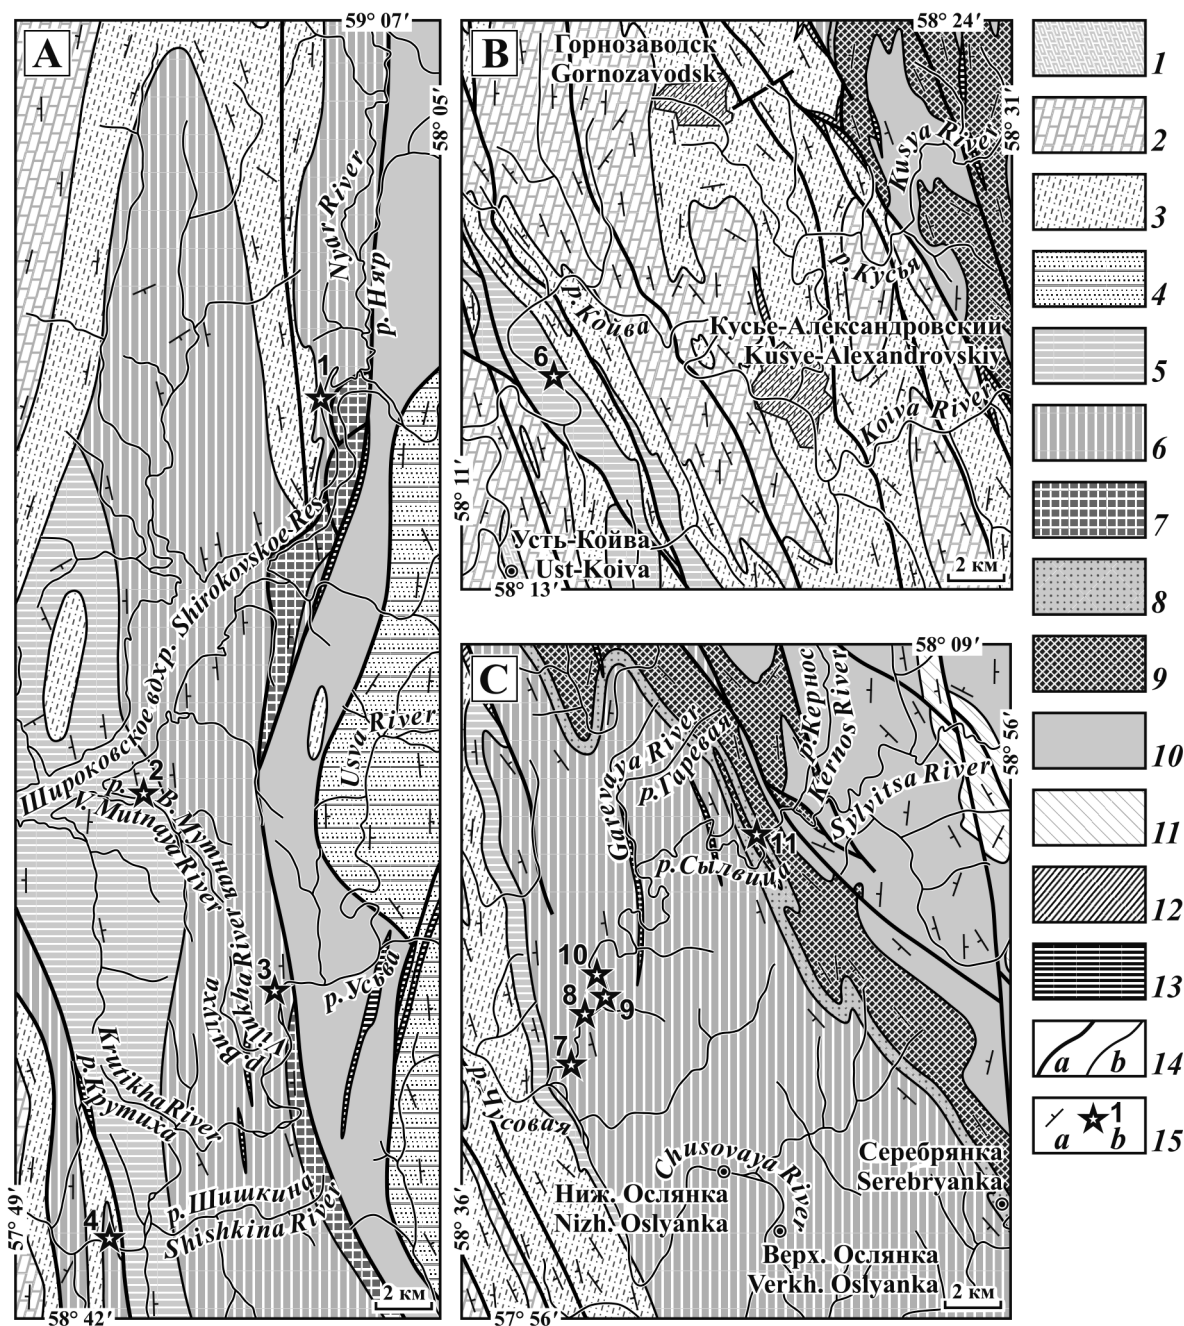 A
59° 07′
58° 05′
Nyar River
р. Няр
1
Широковское вдхр. Shirokovskoe Res.
Usva River
2
р. В. Мутная
V. Mutnaya River
3
р. Усьва
р. Вилуха
Vilukha River
Krutikha River
р. Крутиха
р. Шишкина
Shishkina River
4
57° 49′
58° 42′
2 км
B
58° 24′
58° 31′
Горнозаводск
Gornozavodsk
Kusya River
р. Кусья
р. Койва
Кусье-Александровский
Kusye-Alexandrovskiy
6
Koiva River
58° 11′
Усть-Койва
Ust-Koiva
58° 13′
2 км
C
58° 09′
58° 56′
р. Кернос
Kernos River
Garevaya River
р. Гаревая
Sylvitsa River
р. Сылвица
11
10
8
9
7
р. Чусовая
Chusovaya River
Серебрянка
Serebryanka
Ниж. Ослянка
Nizh. Oslyanka
Верх. Ослянка
Verkh. Oslyanka
58° 36′
57° 56′
2 км
1
2
3
4
5
6
7
8
9
10
11
12
13
a b 14
a 1 b 15